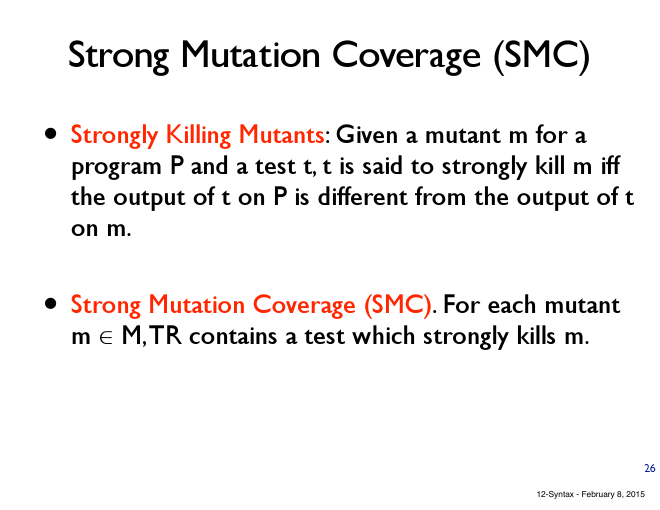 Strong Mutation Coverage (SMC)
• Strongly Killing Mutants: Given a mutant m for a
program P and a test t, t is said to strongly kill m iff
the output of t on P is different from the output of t
on m.
• Strong Mutation Coverage (SMC). For each mutant
m ∈ M, TR contains a test which strongly kills m.
26
12-Syntax - February 8, 2015